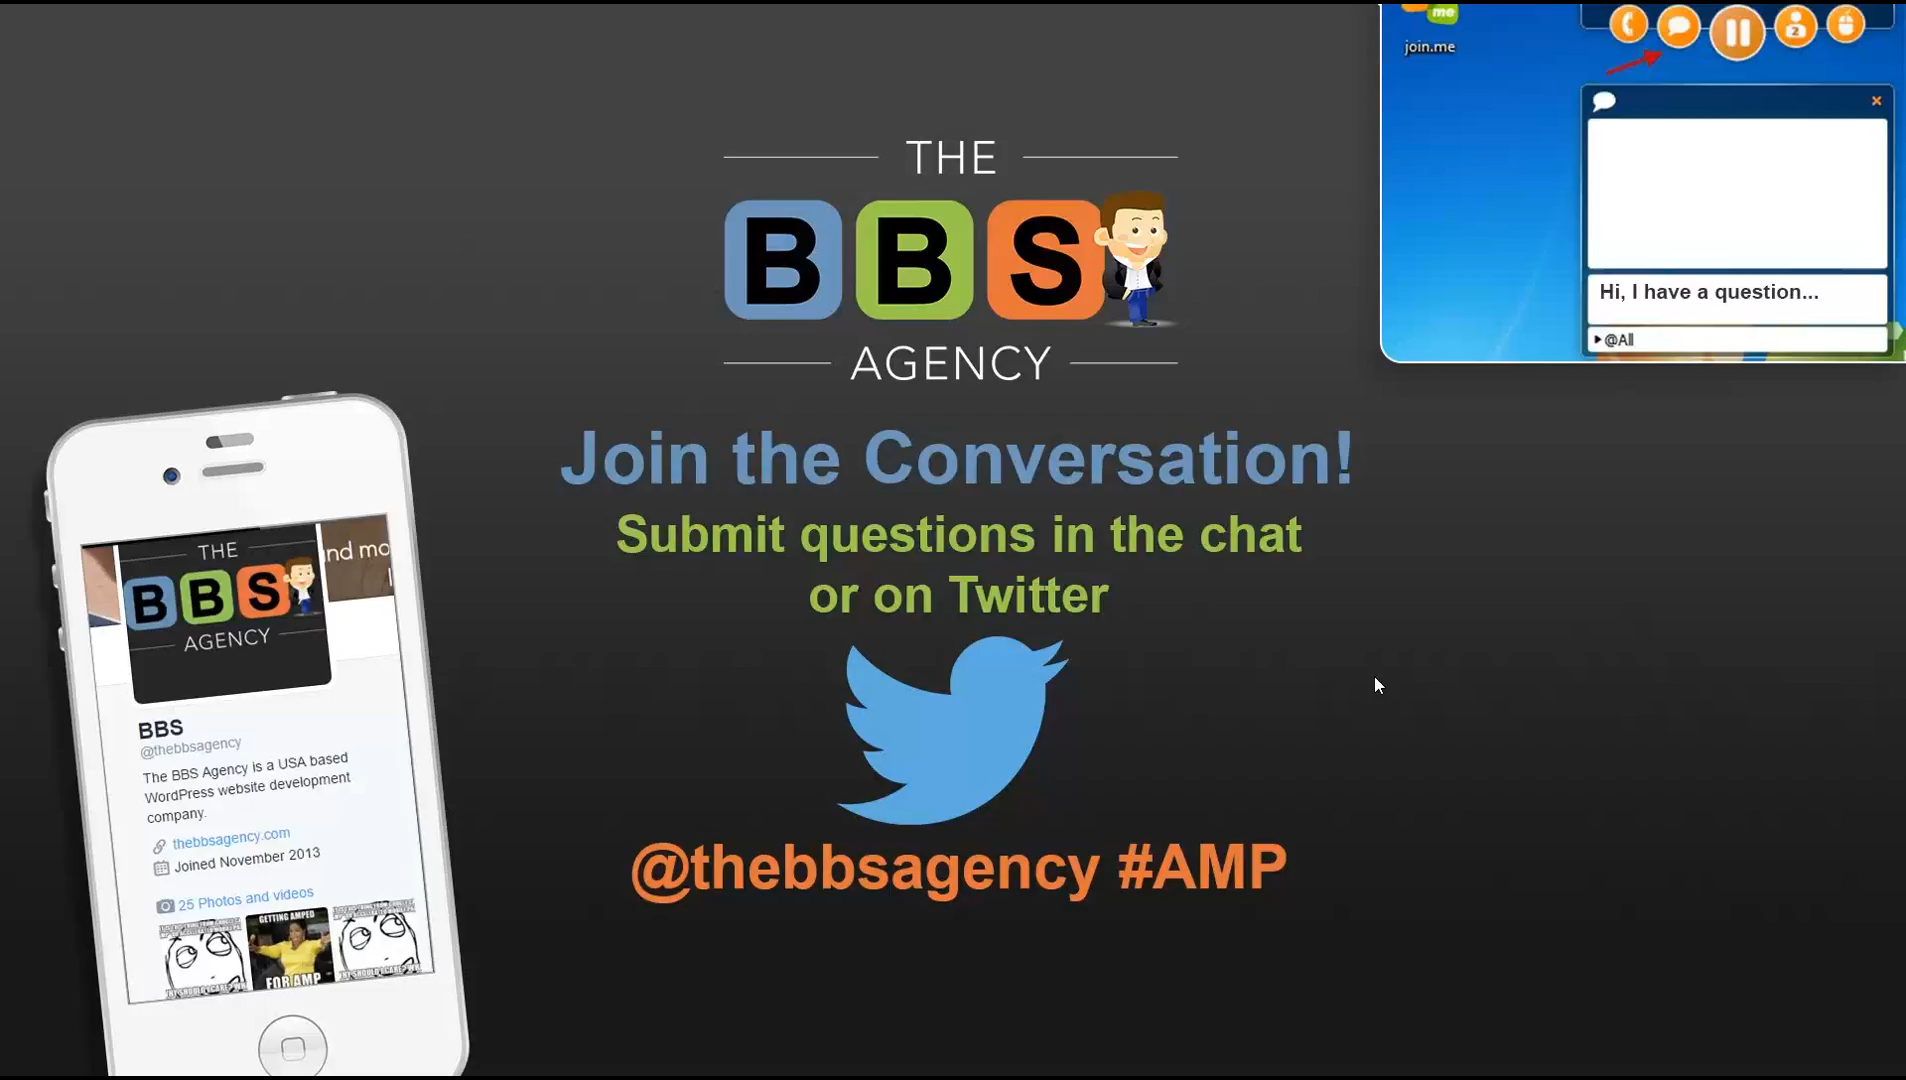 THE
BBS
AGENCY
Join the Conversation!
Submit questions in the chat
or on Twitter
@thebbsagency #AMP
me
join.me
2
Hi, I have a question...
@All
THE
BBS
AGENCY
nd mo
BBS
@thebbsagency
The BBS Agency is a USA based
WordPress website development
company.
thebbsagency.com
Joined November 2013
25 Photos and videos
GETTING AMPED
FOR AMP